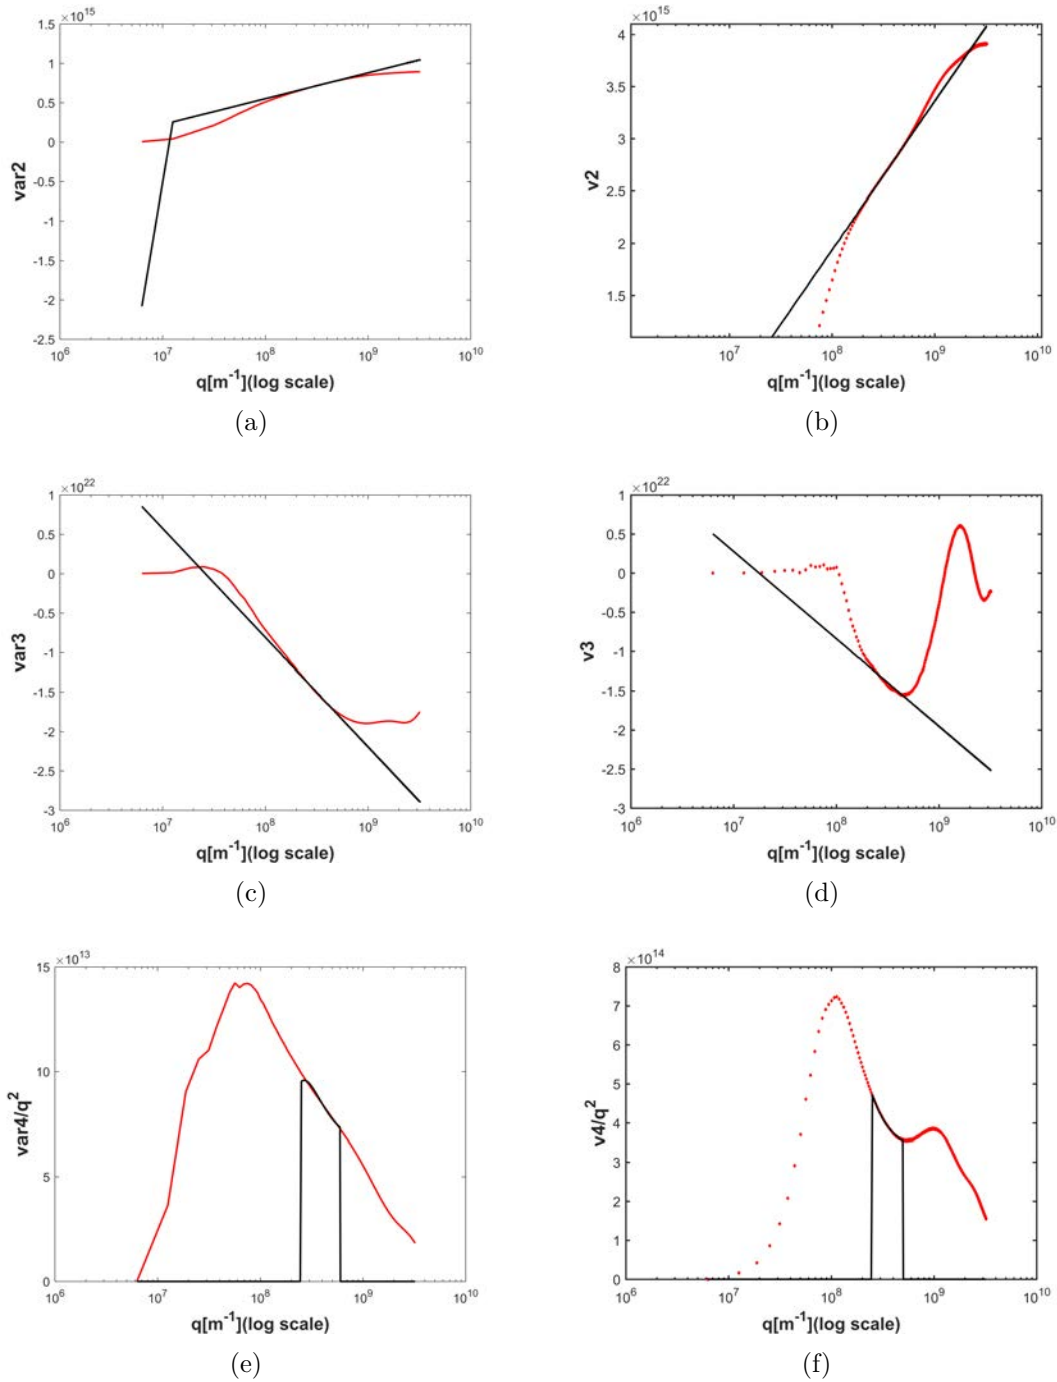 ×10^15
1.5
1
0.5
0
-0.5
-1
-1.5
-2
-2.5
10^6 10^7 10^8 10^9 10^10
var2
q[m^-1](log scale)
(a)
×10^15
4
3.5
3
2.5
2
1.5
10^7 10^8 10^9 10^10
v2
q[m^-1](log scale)
(b)
×10^22
1
0.5
0
-0.5
-1
-1.5
-2
-2.5
-3
10^6 10^7 10^8 10^9 10^10
var3
q[m^-1](log scale)
(c)
×10^22
1
0.5
0
-0.5
-1
-1.5
-2
-2.5
-3
10^6 10^7 10^8 10^9 10^10
v3
q[m^-1](log scale)
(d)
×10^13
15
10
5
0
10^6 10^7 10^8 10^9 10^10
var4/q^2
q[m^-1](log scale)
(e)
×10^14
8
7
6
5
4
3
2
1
0
10^6 10^7 10^8 10^9 10^10
v4/q^2
q[m^-1](log scale)
(f)